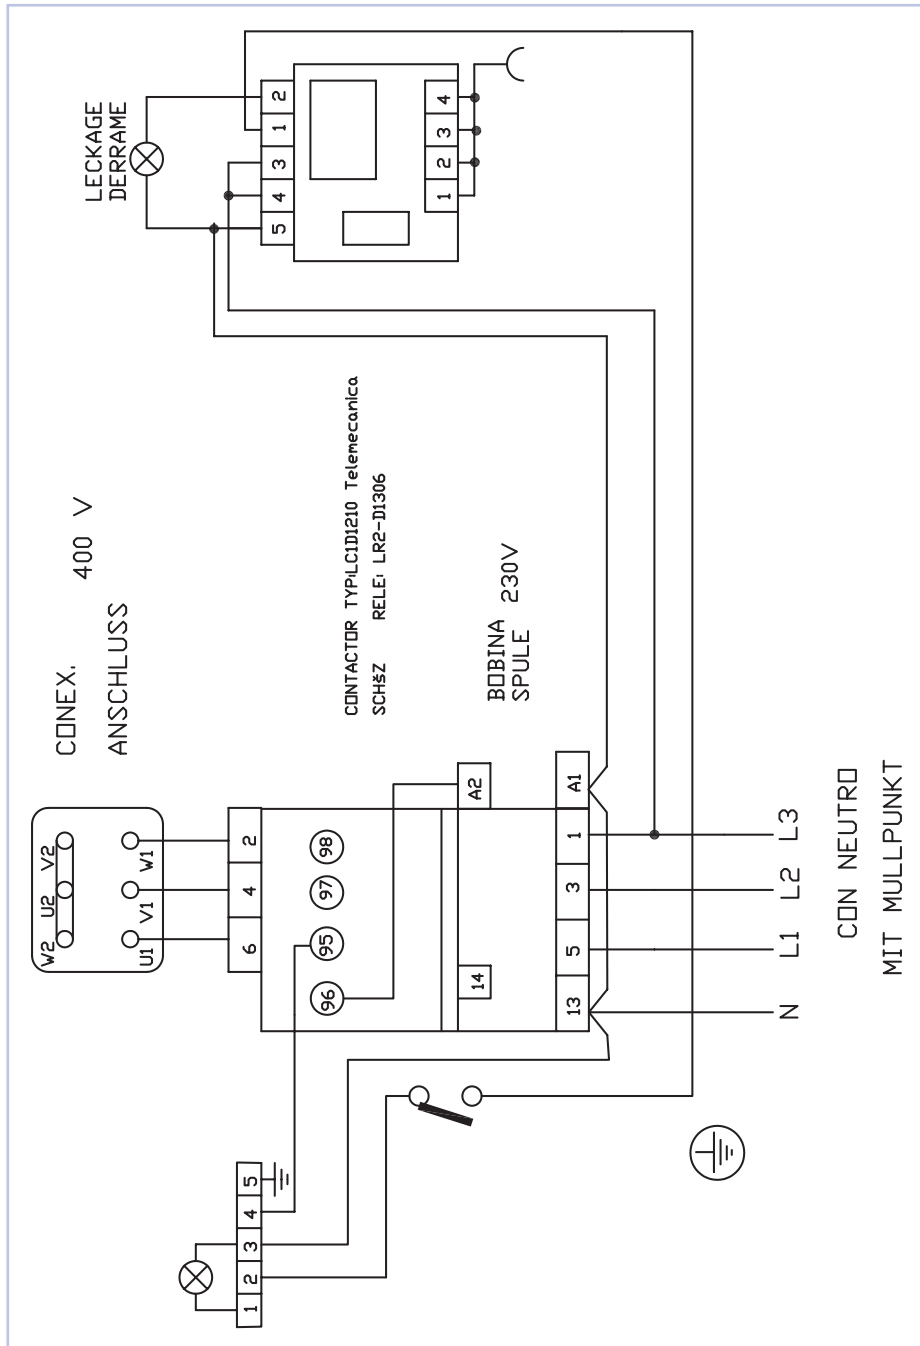 W2 U2 V2
U1 V1 W1
CONEX.
400 V
ANSCHLUSS
LECKAGE
DERRAME
1 2 3 4 5
6 4 2
5 4 3 1 2
96 95 97 98
CONTACTOR TYP:LC1D1210 Telemecanica
RELE: LR2-D1306
1 2 3 4
14 A2
BOBINA 230V
SPULE
13 5 3 1 A1
N L1 L2 L3
CON NEUTRO
MIT MULLPUNKT